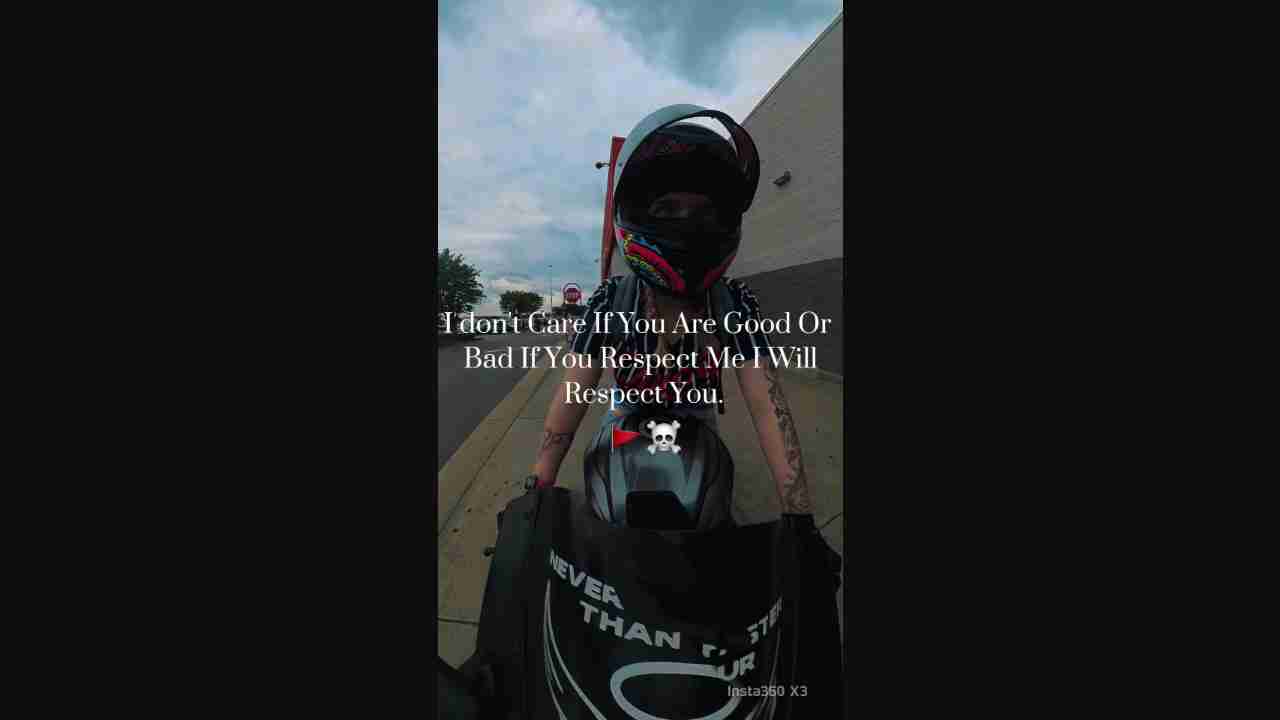 STOP
I don't Care If You Are Good Or
Bad If You Respect Me I Will
Respect You.
🚩☠️
NEVER
THAN
Insta360 X3